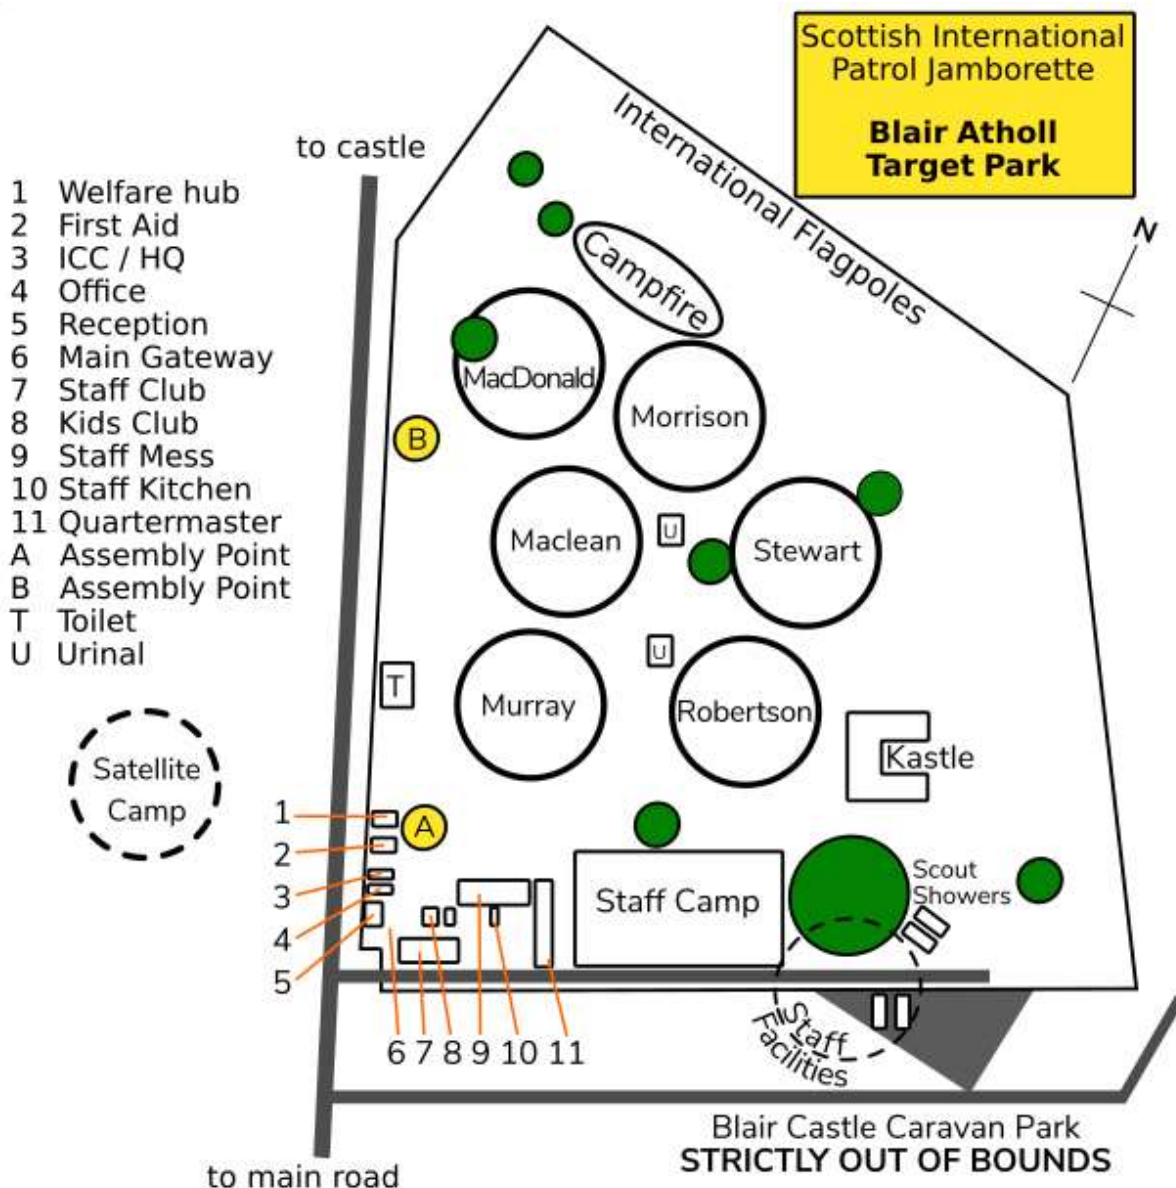 Scottish International
Patrol Jamborette
Blair Atholl
Target Park
to castle
International Flagpoles
N
1 Welfare hub
2 First Aid
3 ICC / HQ
4 Office
5 Reception
6 Main Gateway
7 Staff Club
8 Kids Club
9 Staff Mess
10 Staff Kitchen
11 Quartermaster
A Assembly Point
B Assembly Point
T Toilet
U Urinal
Campfire
MacDonald
Morrison
B
Maclean
U
Stewart
U
T
Murray
Robertson
Kastle
Satellite
Camp
1
A
2
3
4
5
Staff Camp
Scout
Showers
6 7 8 9 10 11
Staff
Facilities
Blair Castle Caravan Park
STRICTLY OUT OF BOUNDS
to main road